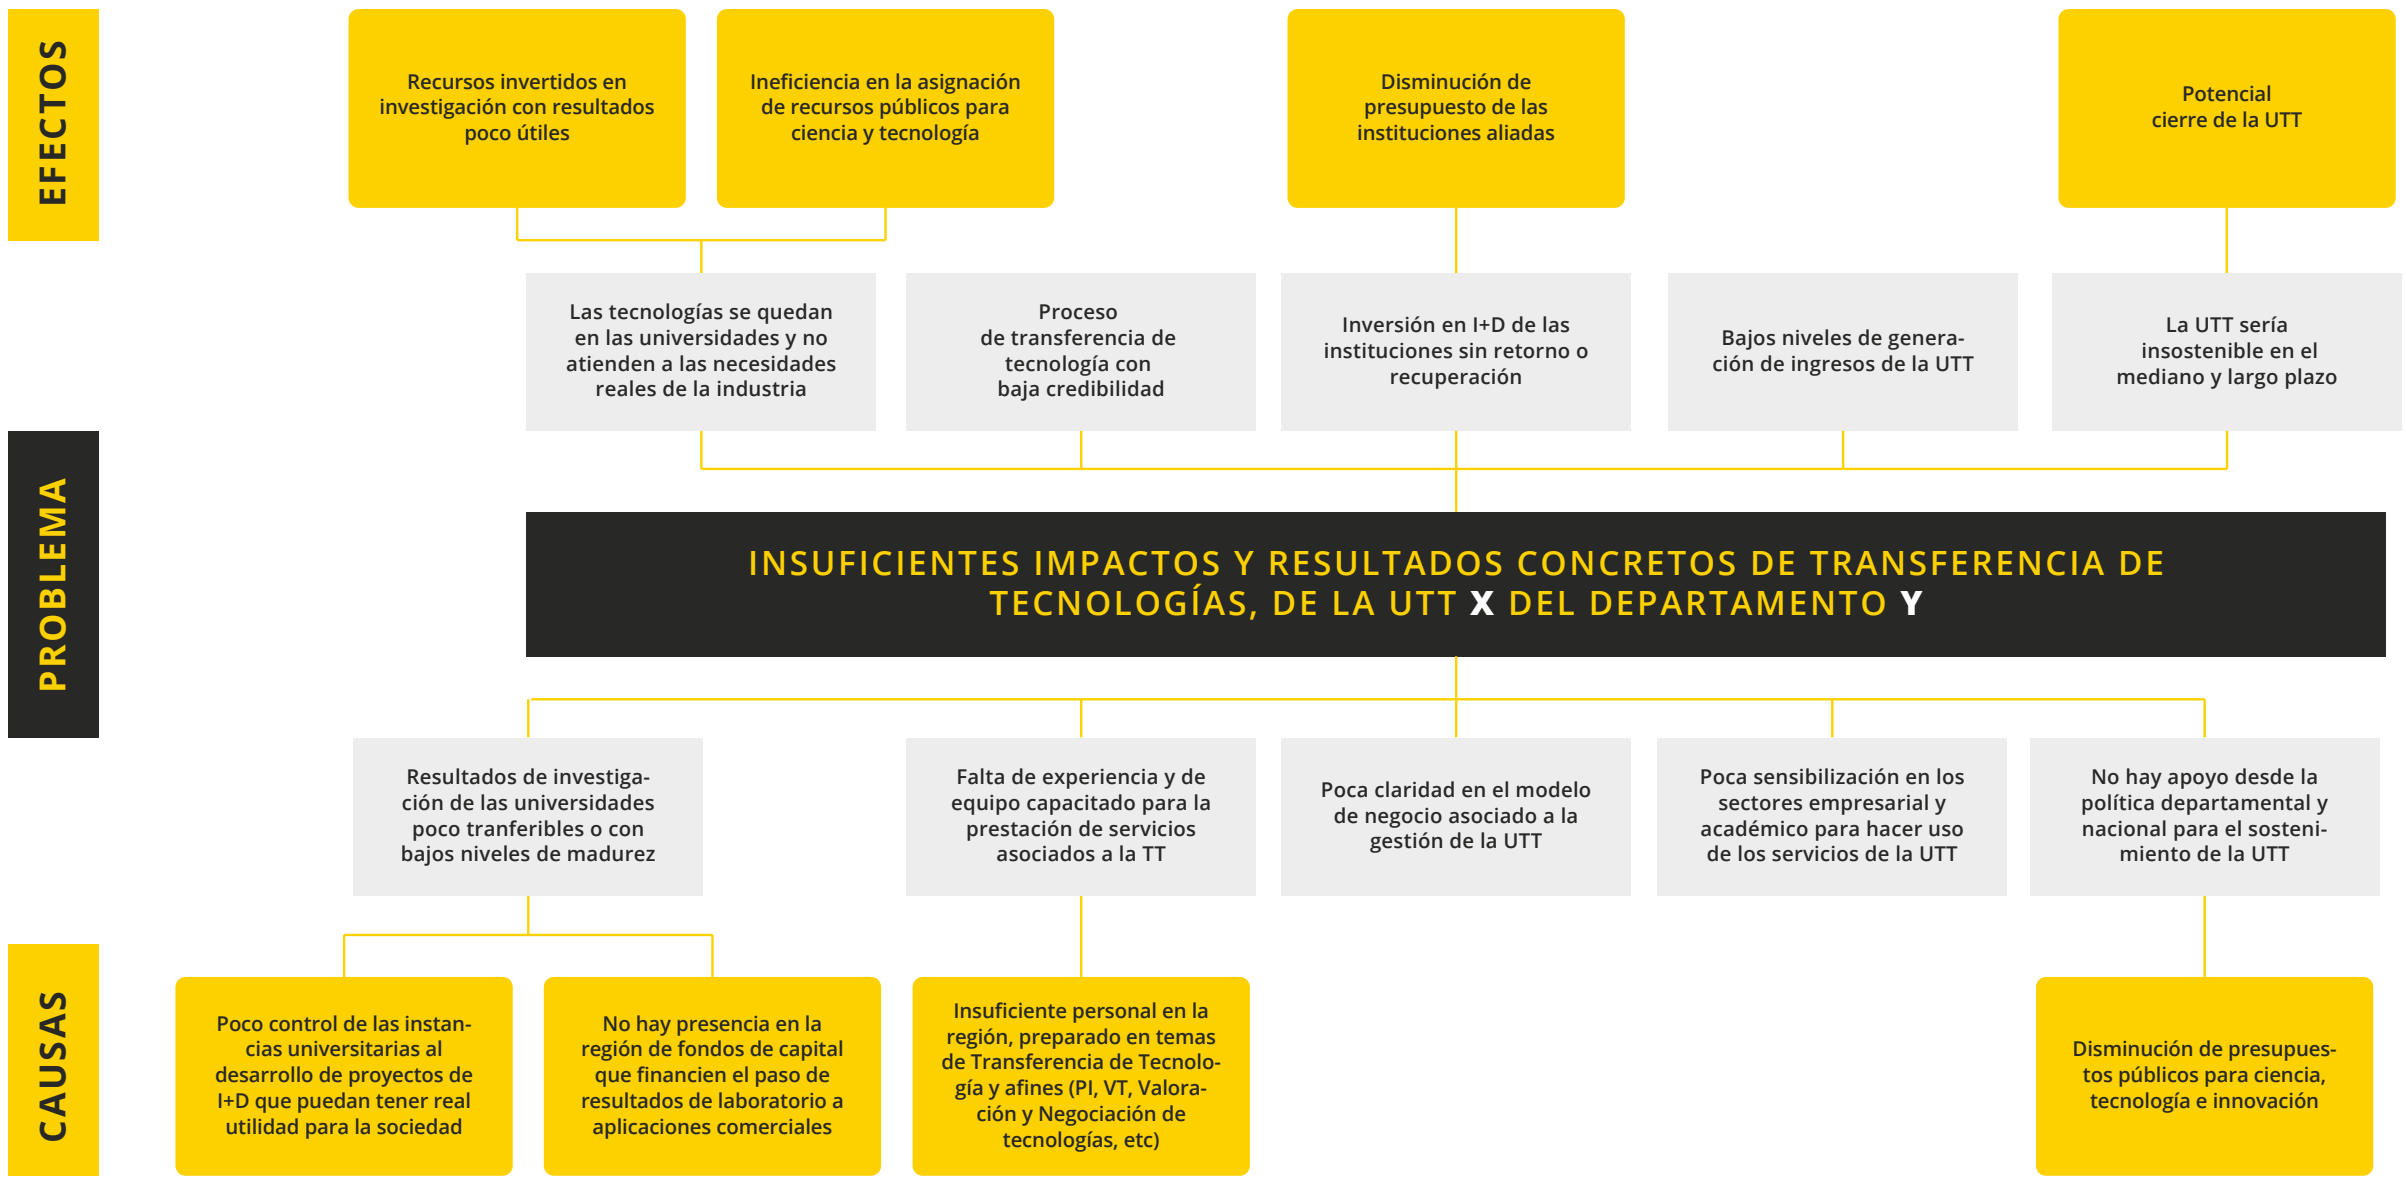 EFECTOS
Recursos invertidos en
investigación con resultados
poco útiles
Ineficiencia en la asignación
de recursos públicos para
ciencia y tecnología
Disminución de
presupuesto de las
instituciones aliadas
Potencial
cierre de la UTT
Las tecnologías se quedan
en las universidades y no
atienden a las necesidades
reales de la industria
Proceso
de transferencia de
tecnología con
baja credibilidad
Inversión en I+D de las
instituciones sin retorno o
recuperación
Bajos niveles de genera-
ción de ingresos de la UTT
La UTT sería
insostenible en el
mediano y largo plazo
PROBLEMA
INSUFICIENTES IMPACTOS Y RESULTADOS CONCRETOS DE TRANSFERENCIA DE
TECNOLOGÍAS, DE LA UTT X DEL DEPARTAMENTO Y
Resultados de investiga-
ción de las universidades
poco tranferibles o con
bajos niveles de madurez
Falta de experiencia y de
equipo capacitado para la
prestación de servicios
asociados a la TT
Poca claridad en el modelo
de negocio asociado a la
gestión de la UTT
Poca sensibilización en los
sectores empresarial y
académico para hacer uso
de los servicios de la UTT
No hay apoyo desde la
política departamental y
nacional para el sosteni-
miento de la UTT
CAUSAS
Poco control de las instan-
cias universitarias al
desarrollo de proyectos de
I+D que puedan tener real
utilidad para la sociedad
No hay presencia en la
región de fondos de capital
que financien el paso de
resultados de laboratorio a
aplicaciones comerciales
Insuficiente personal en la
región, preparado en temas
de Transferencia de Tecnolo-
gía y afines (PI, VT, Valora-
ción y Negociación de
tecnologías, etc)
Disminución de presupues-
tos públicos para ciencia,
tecnología e innovación